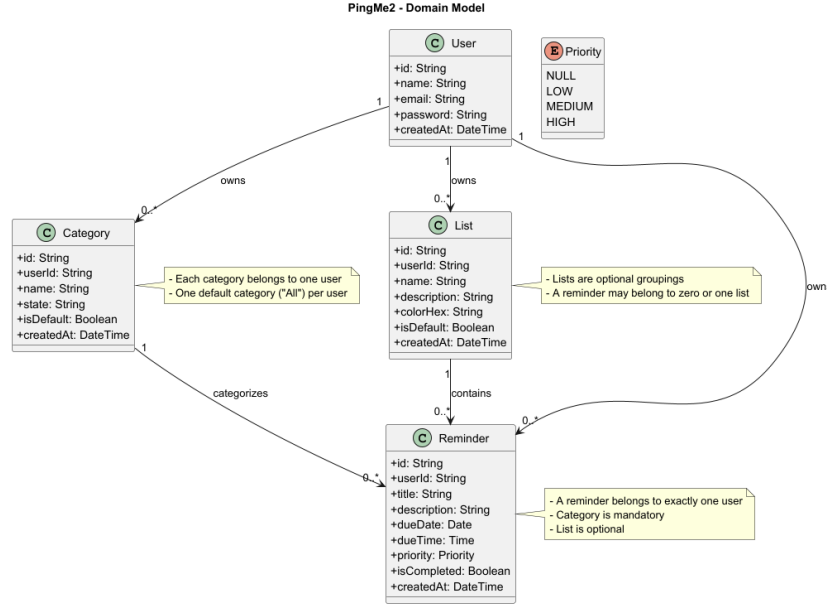 PingMe2 - Domain Model
C User
+id: String
+name: String
+email: String
+password: String
+createdAt: DateTime
E Priority
NULL
LOW
MEDIUM
HIGH
1
1
1
owns
owns
own
0..*
0..*
C Category
+id: String
+userId: String
+name: String
+state: String
+isDefault: Boolean
+createdAt: DateTime
- Each category belongs to one user
- One default category ("All") per user
C List
+id: String
+userId: String
+name: String
+description: String
+colorHex: String
+isDefault: Boolean
+createdAt: DateTime
- Lists are optional groupings
- A reminder may belong to zero or one list
1
1
categorizes
contains
0..*
0..*
0..*
C Reminder
+id: String
+userId: String
+title: String
+description: String
+dueDate: Date
+dueTime: Time
+priority: Priority
+isCompleted: Boolean
+createdAt: DateTime
- A reminder belongs to exactly one user
- Category is mandatory
- List is optional